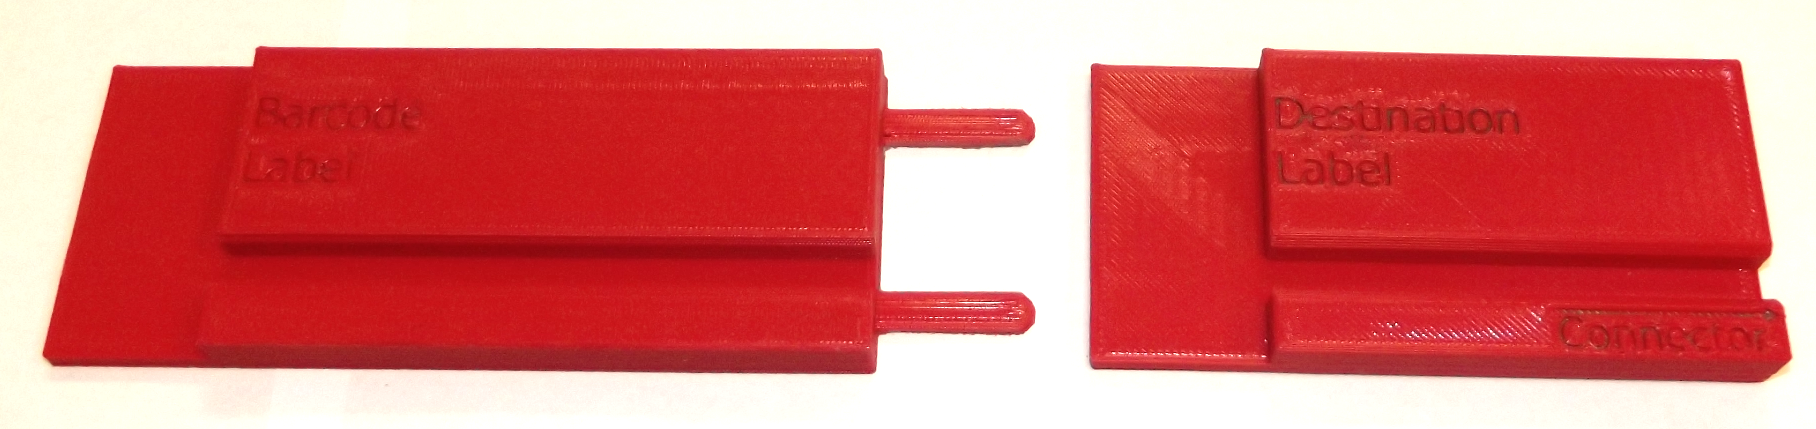 Barcode
Label
Destination
Label
Connector